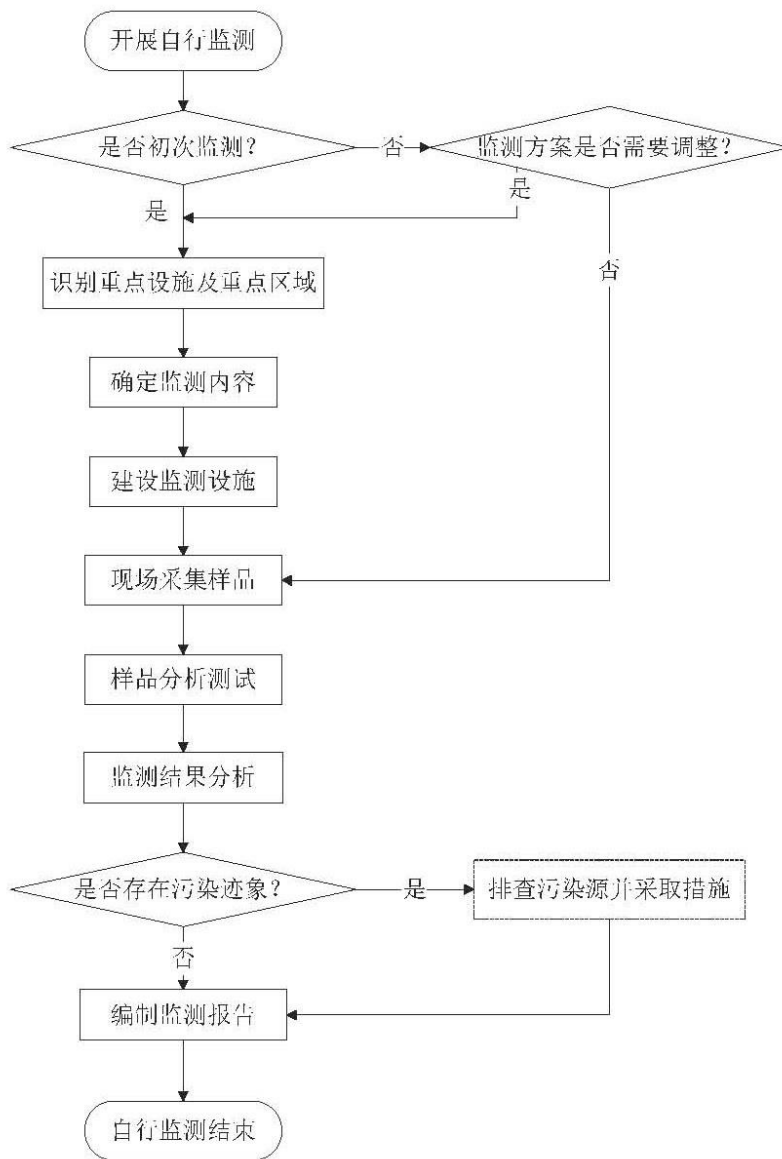 开展自行监测
是否初次监测？
否
监测方案是否需要调整？
是
是
否
识别重点设施及重点区域
确定监测内容
建设监测设施
现场采集样品
样品分析测试
监测结果分析
是否存在污染迹象？
是
排查污染源并采取措施
否
编制监测报告
自行监测结束